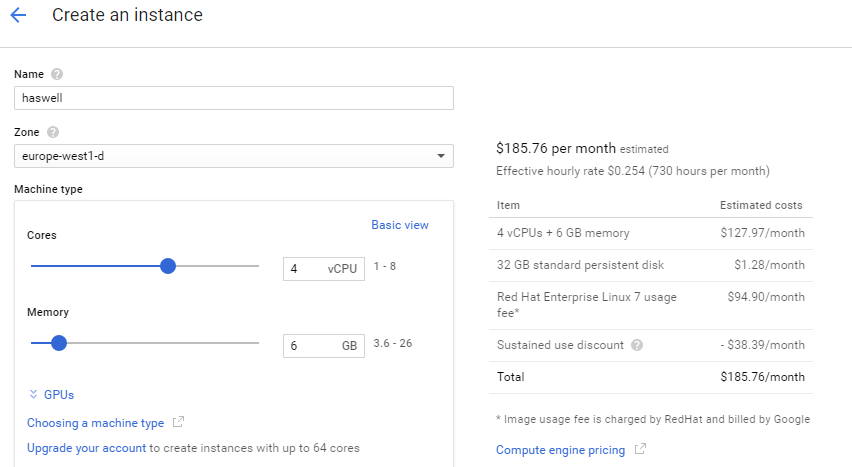 Create an instance
Name
haswell
Zone
europe-west1-d
Machine type
Basic view
Cores
4 vCPU 1 - 8
Memory
6 GB 3.6 - 26
GPUs
Choosing a machine type
Upgrade your account to create instances with up to 64 cores
$185.76 per month estimated
Effective hourly rate $0.254 (730 hours per month)
Item Estimated costs
4 vCPUs + 6 GB memory $127.97/month
32 GB standard persistent disk $1.28/month
Red Hat Enterprise Linux 7 usage $94.90/month
fee*
Sustained use discount - $38.39/month
Total $185.76/month
* Image usage fee is charged by RedHat and billed by Google
Compute engine pricing